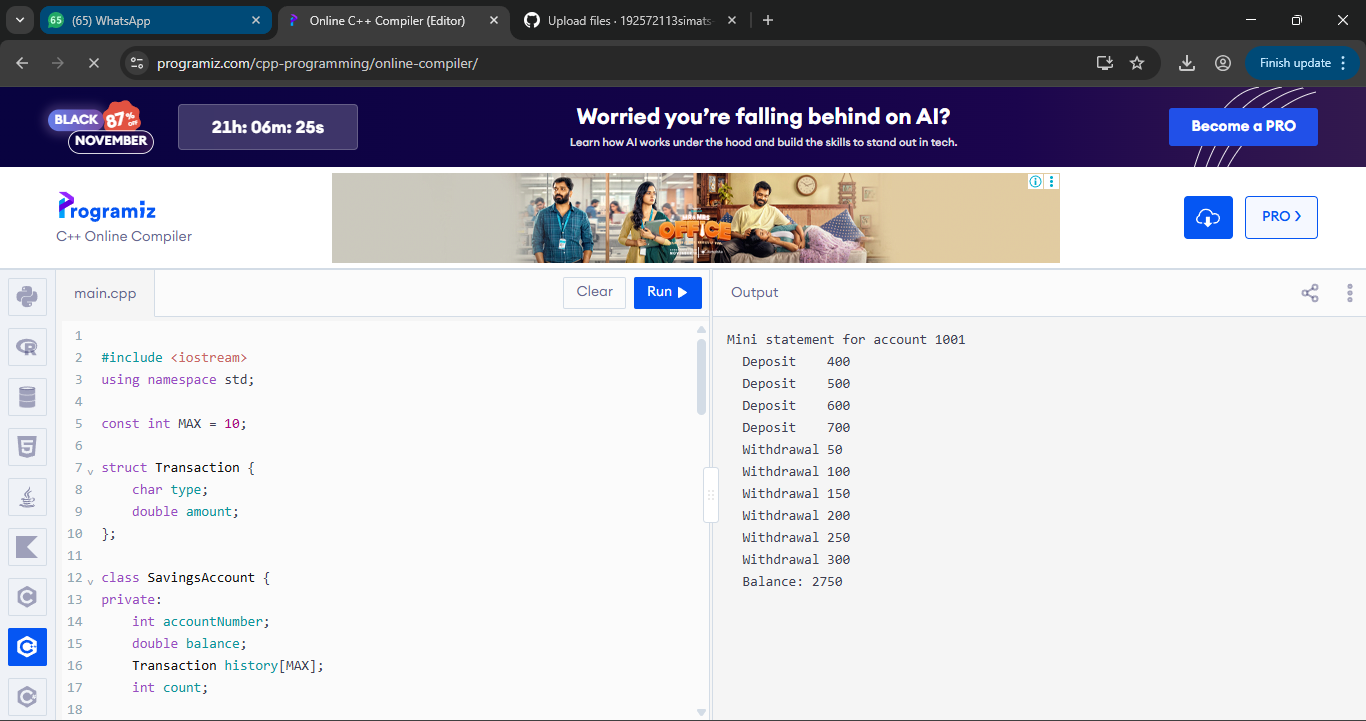 65
(65) WhatsApp
Online C++ Compiler (Editor)
Upload files · 192572113simats
programiz.com/cpp-programming/online-compiler/
Finish update
BLACK 87% OFF
NOVEMBER
21h: 06m: 25s
Worried you're falling behind on AI?
Learn how AI works under the hood and build the skills to stand out in tech.
Become a PRO
Programiz
C++ Online Compiler
MR & MRS
OFFICE
PRO >
main.cpp
Clear
Run
1
2 #include <iostream>
3 using namespace std;
4
5 const int MAX = 10;
6
7 struct Transaction {
8 char type;
9 double amount;
10 };
11
12 class SavingsAccount {
13 private:
14 int accountNumber;
15 double balance;
16 Transaction history[MAX];
17 int count;
18
Output
Mini statement for account 1001
Deposit 400
Deposit 500
Deposit 600
Deposit 700
Withdrawal 50
Withdrawal 100
Withdrawal 150
Withdrawal 200
Withdrawal 250
Withdrawal 300
Balance: 2750